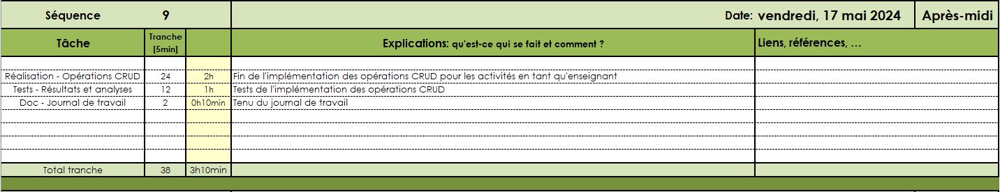 Séquence 9 Date: vendredi, 17 mai 2024 Après-midi
Tâche Tranche [5min] Explications: qu'est-ce qui se fait et comment ? Liens, références, …
Réalisation - Opérations CRUD 24 2h Fin de l'implémentation des opérations CRUD pour les activités en tant qu'enseignant
Tests - Résultats et analyses 12 1h Tests de l'implémentation des opérations CRUD
Doc - Journal de travail 2 0h10min Tenu du journal de travail
Total tranche 38 3h10min